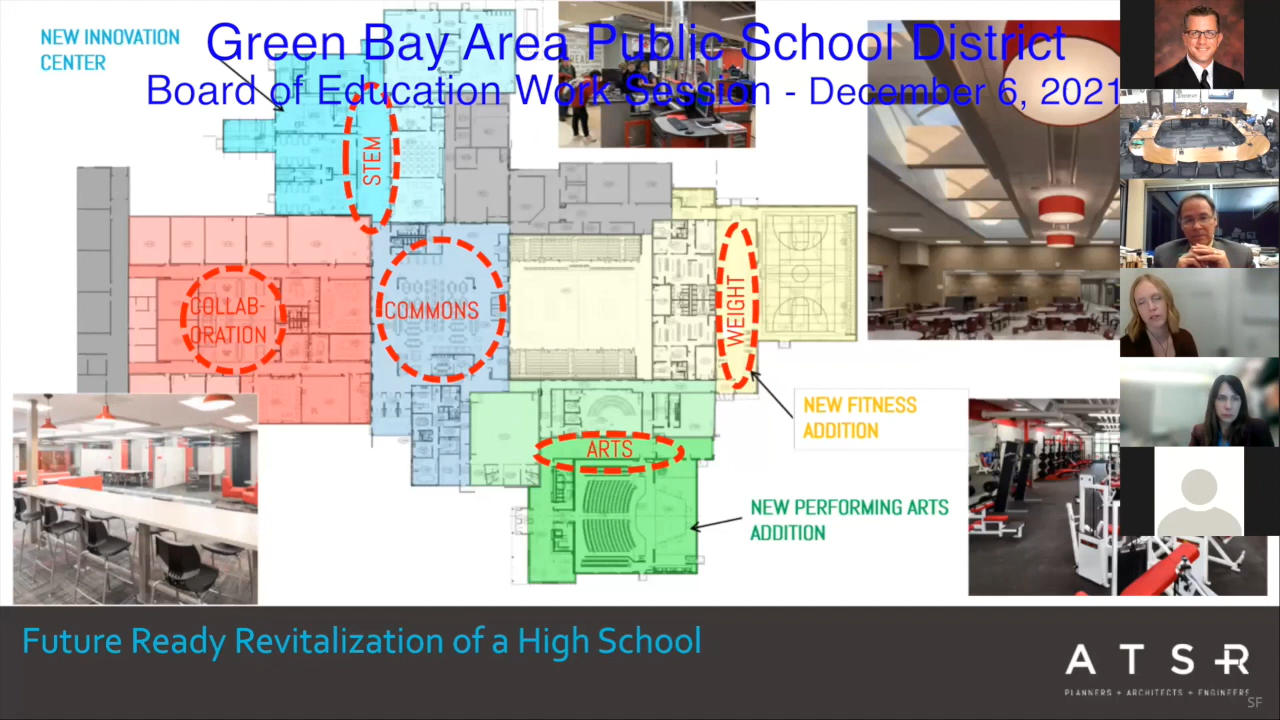 Green Bay Area Public School District
Board of Education Work Session - December 6, 2021
NEW INNOVATION
CENTER
STEM
COLLAB-
ORATION
COMMONS
WEIGHT
NEW FITNESS
ADDITION
ARTS
NEW PERFORMING ARTS
ADDITION
Future Ready Revitalization of a High School
ATSR
PLANNERS + ARCHITECTS + ENGINEERS
SF